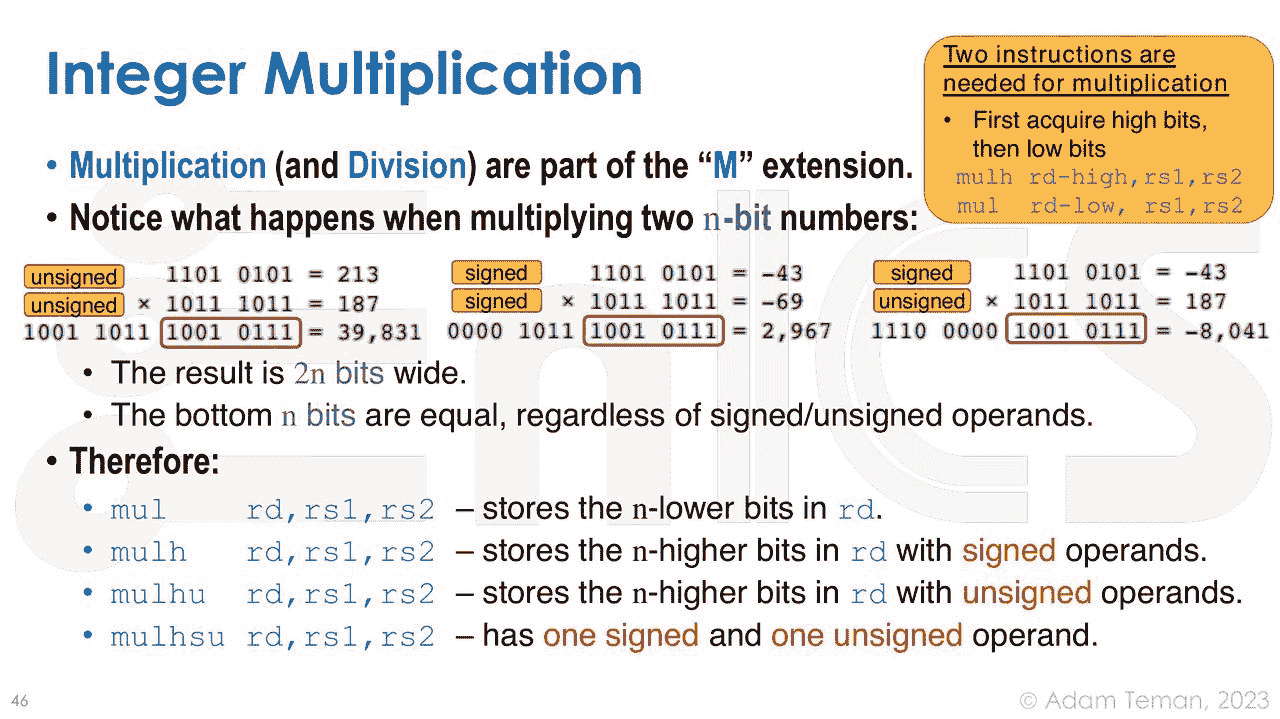 Integer Multiplication
Two instructions are
needed for multiplication
• First acquire high bits,
then low bits
mulh rd-high,rs1,rs2
mul rd-low, rs1,rs2
• Multiplication (and Division) are part of the “M” extension.
• Notice what happens when multiplying two n-bit numbers:
unsigned 1101 0101 = 213
unsigned × 1011 1011 = 187
1001 1011 1001 0111 = 39,831
signed 1101 0101 = -43
signed × 1011 1011 = -69
0000 1011 1001 0111 = 2,967
signed 1101 0101 = -43
unsigned × 1011 1011 = 187
1110 0000 1001 0111 = -8,041
• The result is 2n bits wide.
• The bottom n bits are equal, regardless of signed/unsigned operands.
• Therefore:
• mul rd,rs1,rs2 – stores the n-lower bits in rd.
• mulh rd,rs1,rs2 – stores the n-higher bits in rd with signed operands.
• mulhu rd,rs1,rs2 – stores the n-higher bits in rd with unsigned operands.
• mulhsu rd,rs1,rs2 – has one signed and one unsigned operand.
46
© Adam Teman, 2023
EnICS